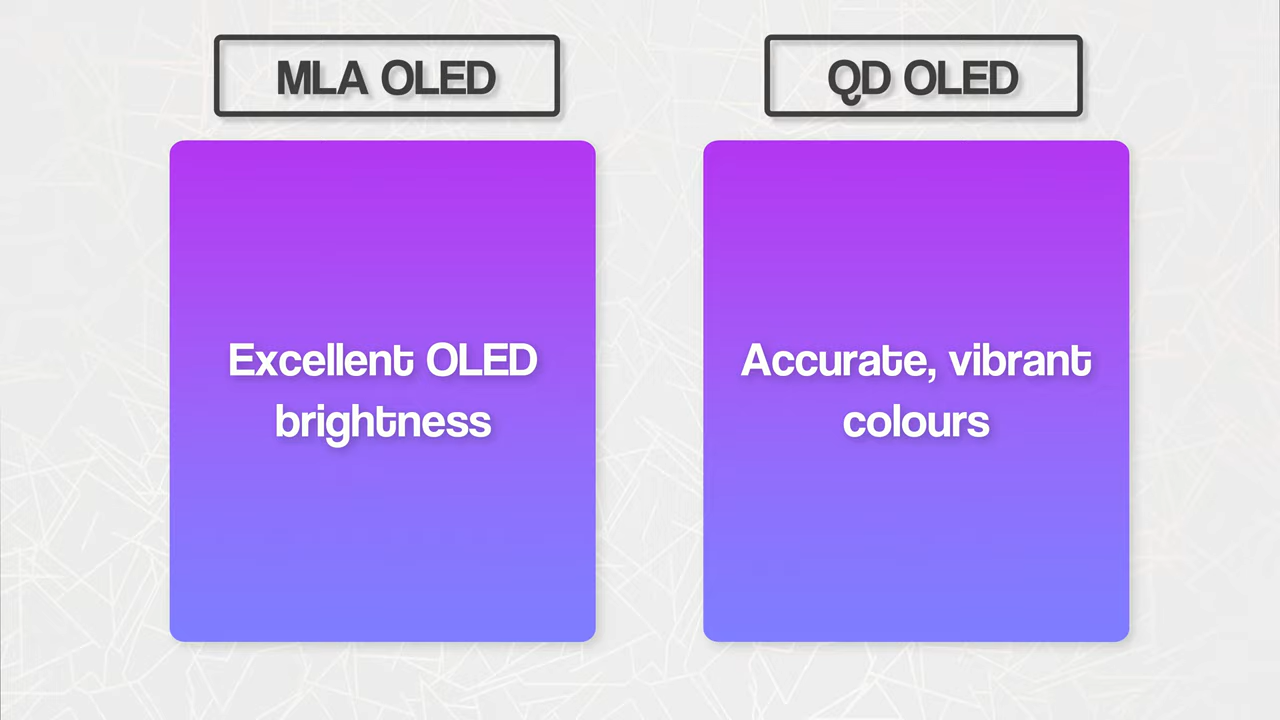 MLA OLED
Excellent OLED
brightness
QD OLED
Accurate, vibrant
colours